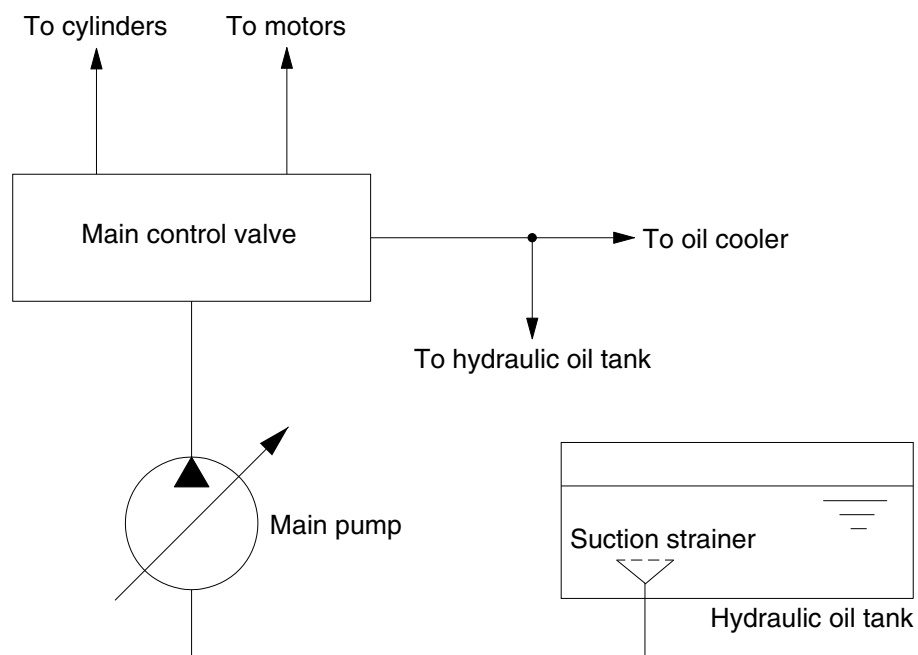 To cylinders
To motors
Main control valve
To oil cooler
To hydraulic oil tank
Main pump
Suction strainer
Hydraulic oil tank